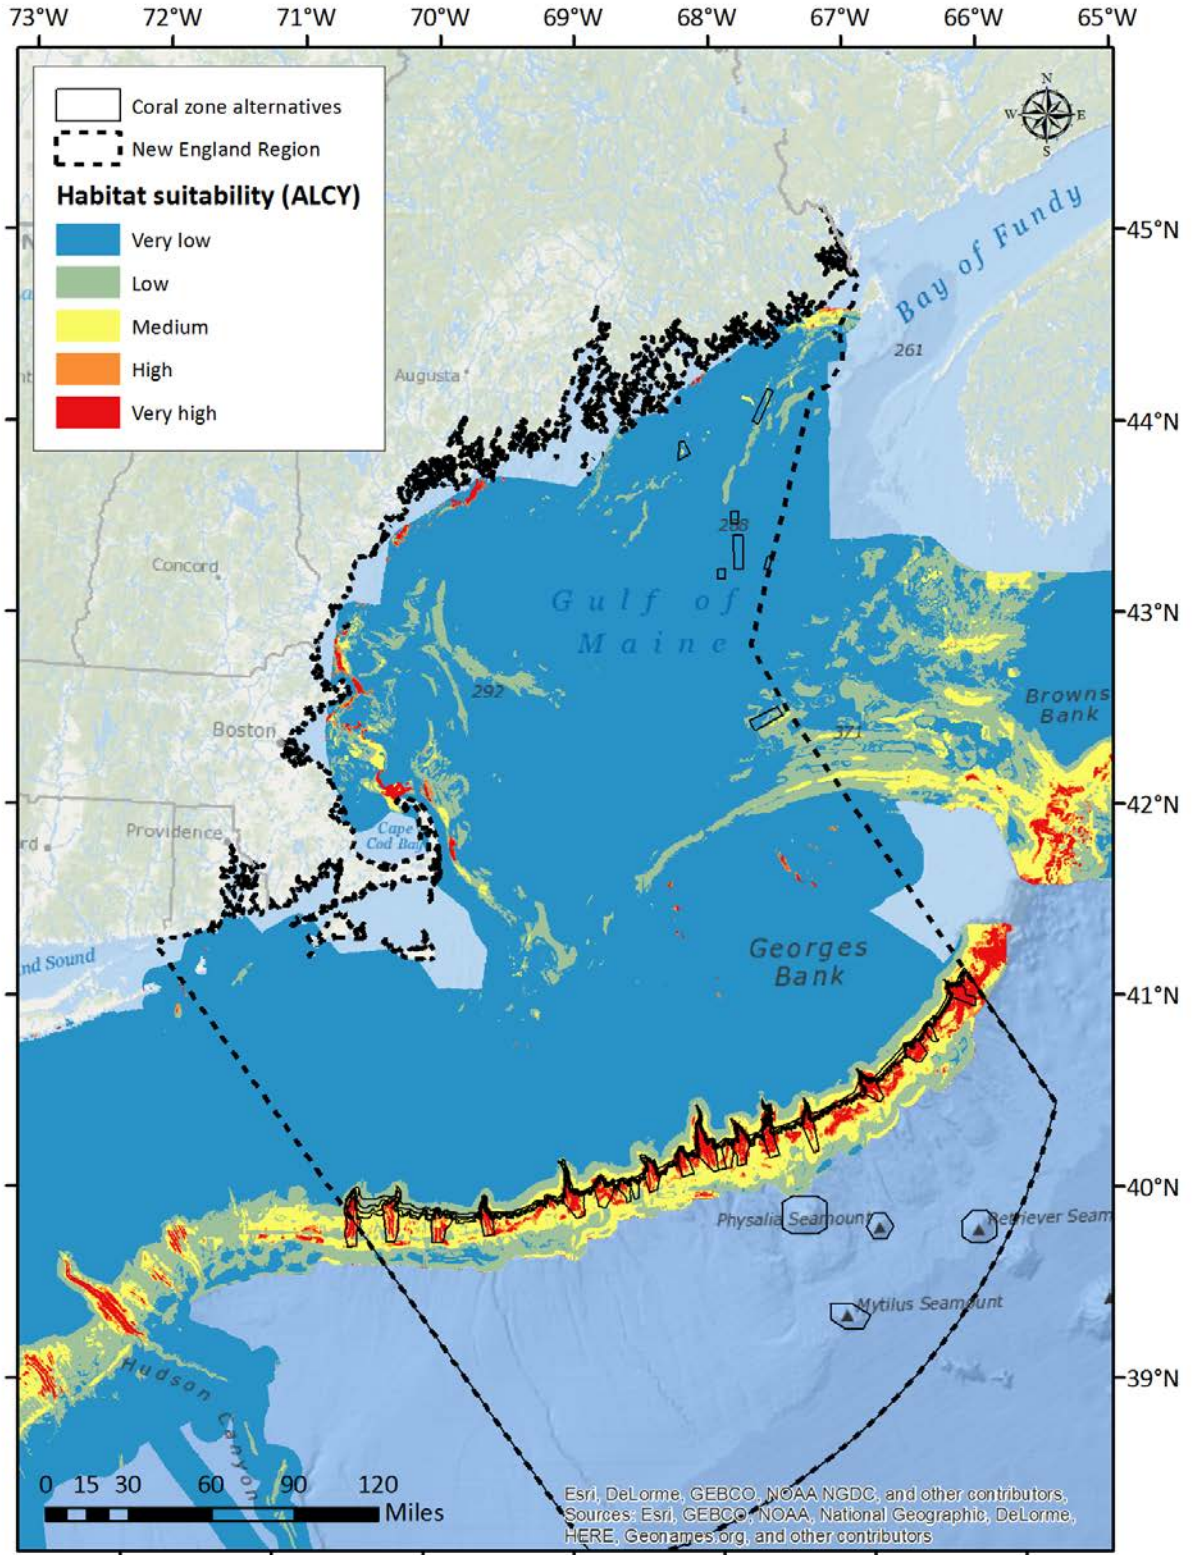 73°W 72°W 71°W 70°W 69°W 68°W 67°W 66°W 65°W
Coral zone alternatives
New England Region
Habitat suitability (ALCY)
Very low
Low
Medium
High
Very high
N
W E
S
45°N
44°N
43°N
42°N
41°N
40°N
39°N
Bay of Fundy
261
Augusta
288
Concord
Gulf of
Maine
292
Browns
Bank
371
Boston
Providence
Cape
Cod Bay
nd Sound
Georges
Bank
Physalia Seamount
Retriever Seam
Mytilus Seamount
Hudson Canyon
0 15 30 60 90 120
Miles
Esri, DeLorme, GEBCO, NOAA NGDC, and other contributors,
Sources: Esri, GEBCO, NOAA, National Geographic, DeLorme,
HERE, Geonames.org, and other contributors